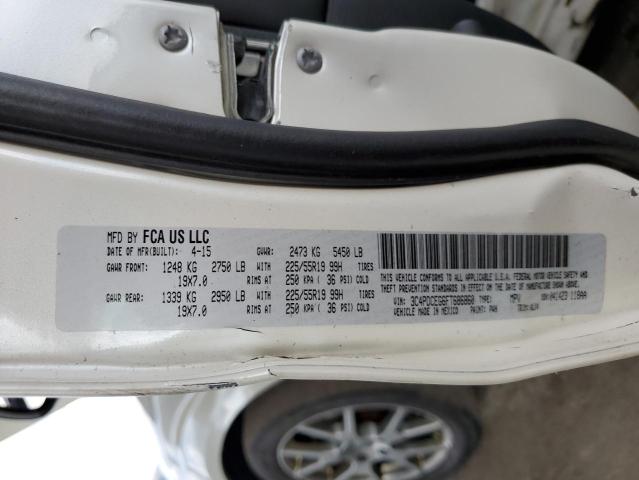 MFD BY FCA US LLC
DATE OF MFR(BUILT): 4-15 GVWR: 2473 KG 5450 LB
GAWR FRONT: 1248 KG 2750 LB WITH 225/55R19 99H TIRES
19X7.0 RIMS AT 250 KPA ( 36 PSI) COLD
GAWR REAR: 1339 KG 2950 LB WITH 225/55R19 99H TIRES
19X7.0 RIMS AT 250 KPA ( 36 PSI) COLD
THIS VEHICLE CONFORMS TO ALL APPLICABLE U.S.A. FEDERAL MOTOR VEHICLE SAFETY AND
THEFT PREVENTION STANDARDS IN EFFECT ON THE DATE OF MANUFACTURE SHOWN ABOVE.
VIN: TYPE: MPV
VEHICLE MADE IN MEXICO PAINT: